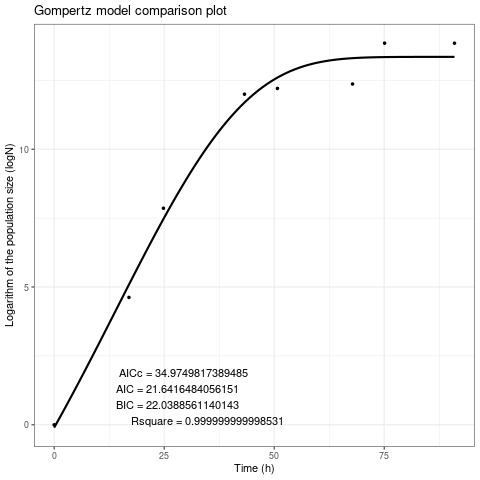 Gompertz model comparison plot
Logarithm of the population size (logN)
10
5
0
AICc = 34.9749817389485
AIC = 21.6416484056151
BIC = 22.0388561140143
Rsquare = 0.999999999998531
0 25 50 75
Time (h)